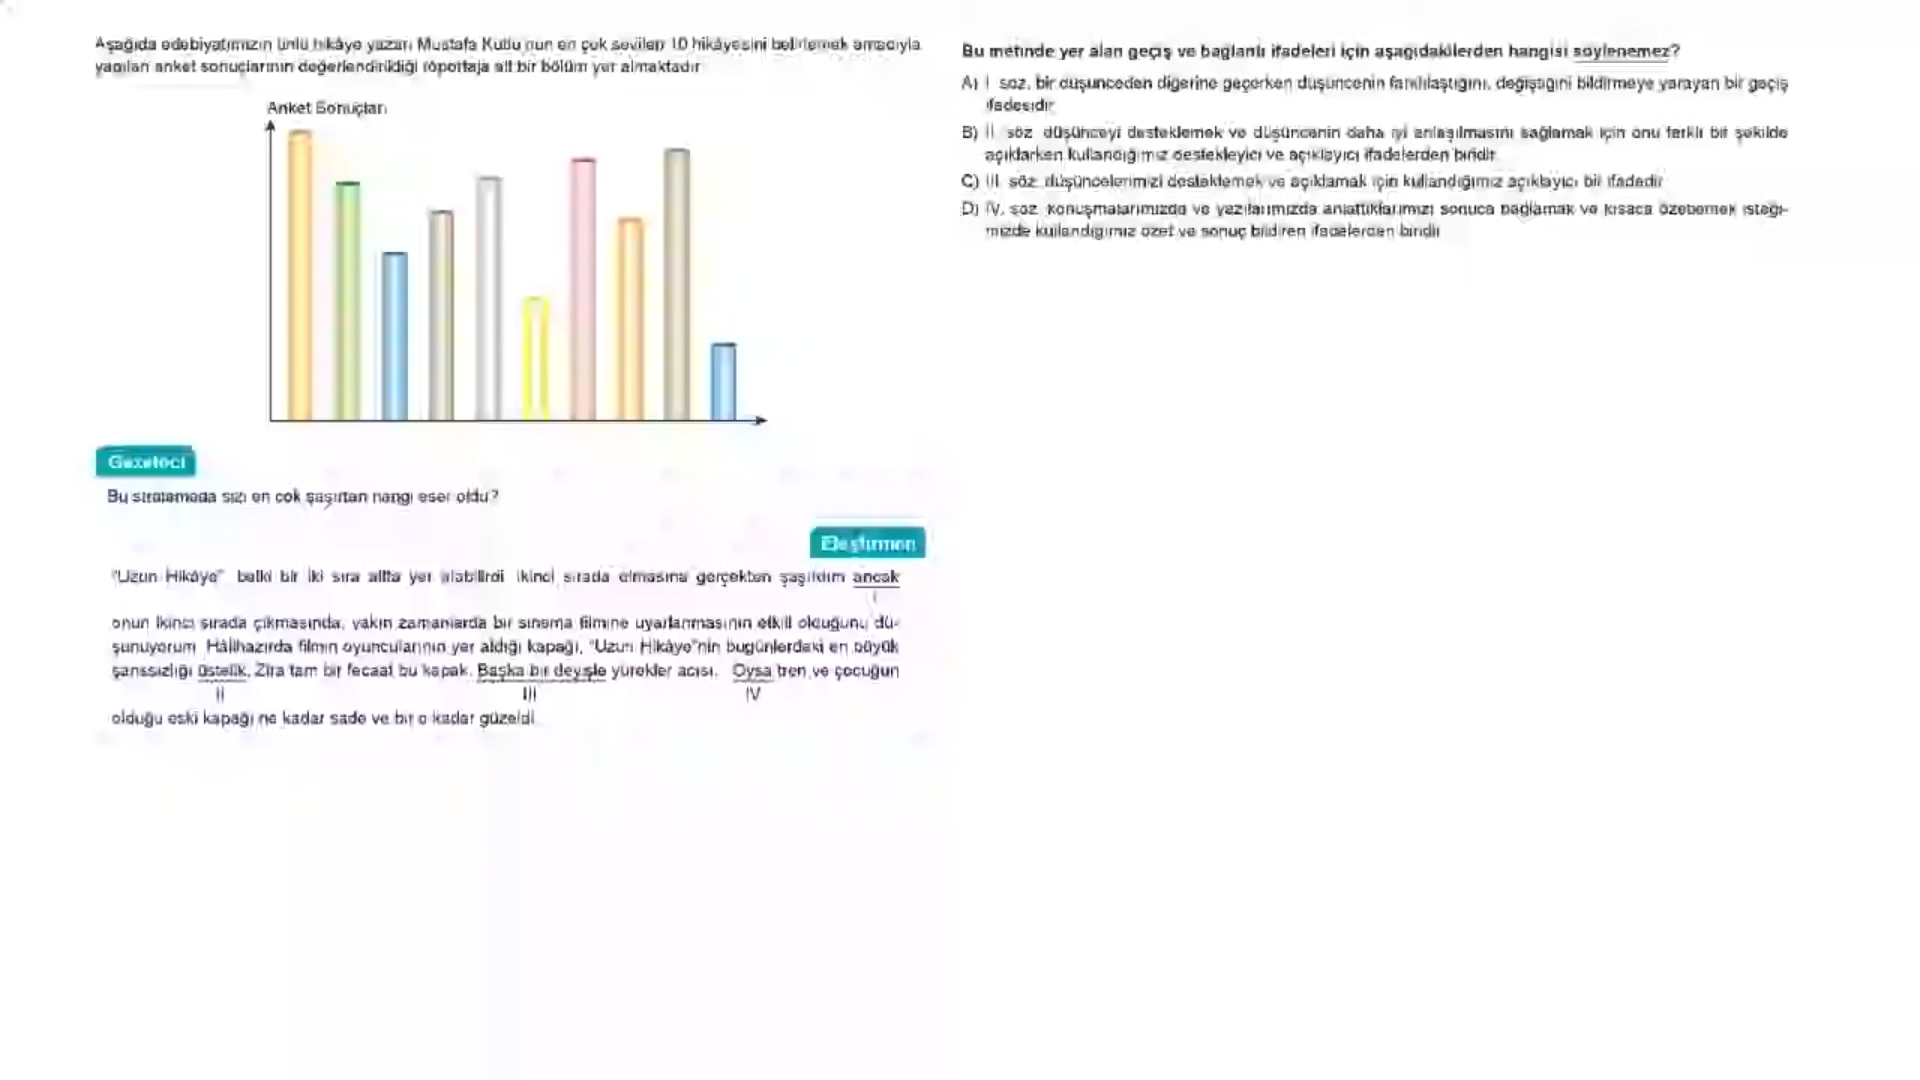 Aşağıda edebiyatımızın ünlü hikâye yazarı Mustafa Kutlu'nun en çok sevilen 10 hikâyesini belirlemek amacıyla
yapılan anket sonuçlarının değerlendirildiği röportaja ait bir bölüm yer almaktadır
Anket Sonuçları
Gazeteci
Bu sıralamada sizi en çok şaşırtan hangi eser oldu?
Eleştirmen
"Uzun Hikâye" belki bir iki sıra altta yer alabilirdi. İkinci sırada olmasına gerçekten şaşırdım ancak
I
onun ikinci sırada çıkmasında, yakın zamanlarda bir sinema filmine uyarlanmasının etkili olduğunu dü-
şünüyorum. Hâlihazırda filmin oyuncularının yer aldığı kapağı, "Uzun Hikâye"nin bugünlerdeki en büyük
şanssızlığı üstelik. Zira tam bir fecaat bu kapak. Başka bir deyişle yürekler acısı. Oysa tren ve çocuğun
II III IV
olduğu eski kapağı ne kadar sade ve bir o kadar güzeldi.
Bu metinde yer alan geçiş ve bağlantı ifadeleri için aşağıdakilerden hangisi söylenemez?
A) I. söz, bir düşünceden diğerine geçerken düşüncenin farklılaştığını, değiştiğini bildirmeye yarayan bir geçiş
ifadesidir.
B) II. söz, düşünceyi desteklemek ve düşüncenin daha iyi anlaşılmasını sağlamak için onu farklı bir şekilde
açıklarken kullandığımız destekleyici ve açıklayıcı ifadelerden biridir.
C) III. söz, düşüncelerimizi desteklemek ve açıklamak için kullandığımız açıklayıcı bir ifadedir.
D) IV. söz, konuşmalarımızda ve yazılarımızda anlattıklarımızı sonuca bağlamak ve kısaca özetlemek istedi-
mizde kullandığımız özet ve sonuç bildiren ifadelerden biridir.